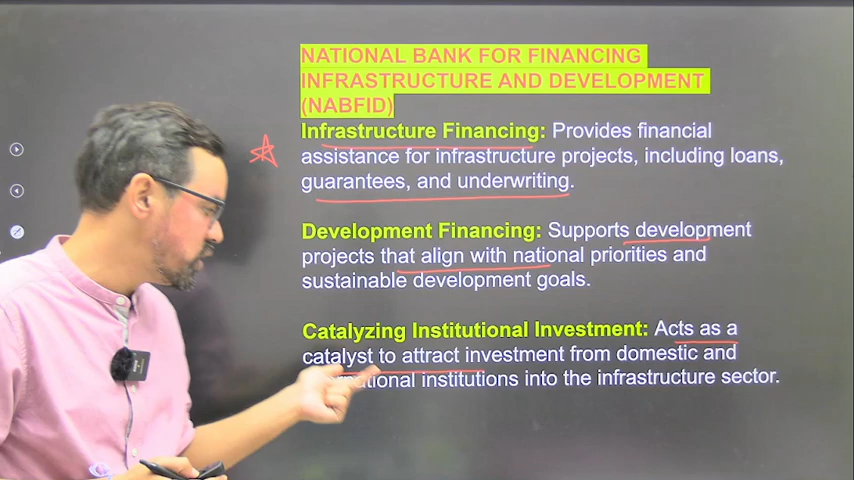 NATIONAL BANK FOR FINANCING
INFRASTRUCTURE AND DEVELOPMENT
(NABFID)
Infrastructure Financing: Provides financial
assistance for infrastructure projects, including loans,
guarantees, and underwriting.
Development Financing: Supports development
projects that align with national priorities and
sustainable development goals.
Catalyzing Institutional Investment: Acts as a
catalyst to attract investment from domestic and
institutions into the infrastructure sector.